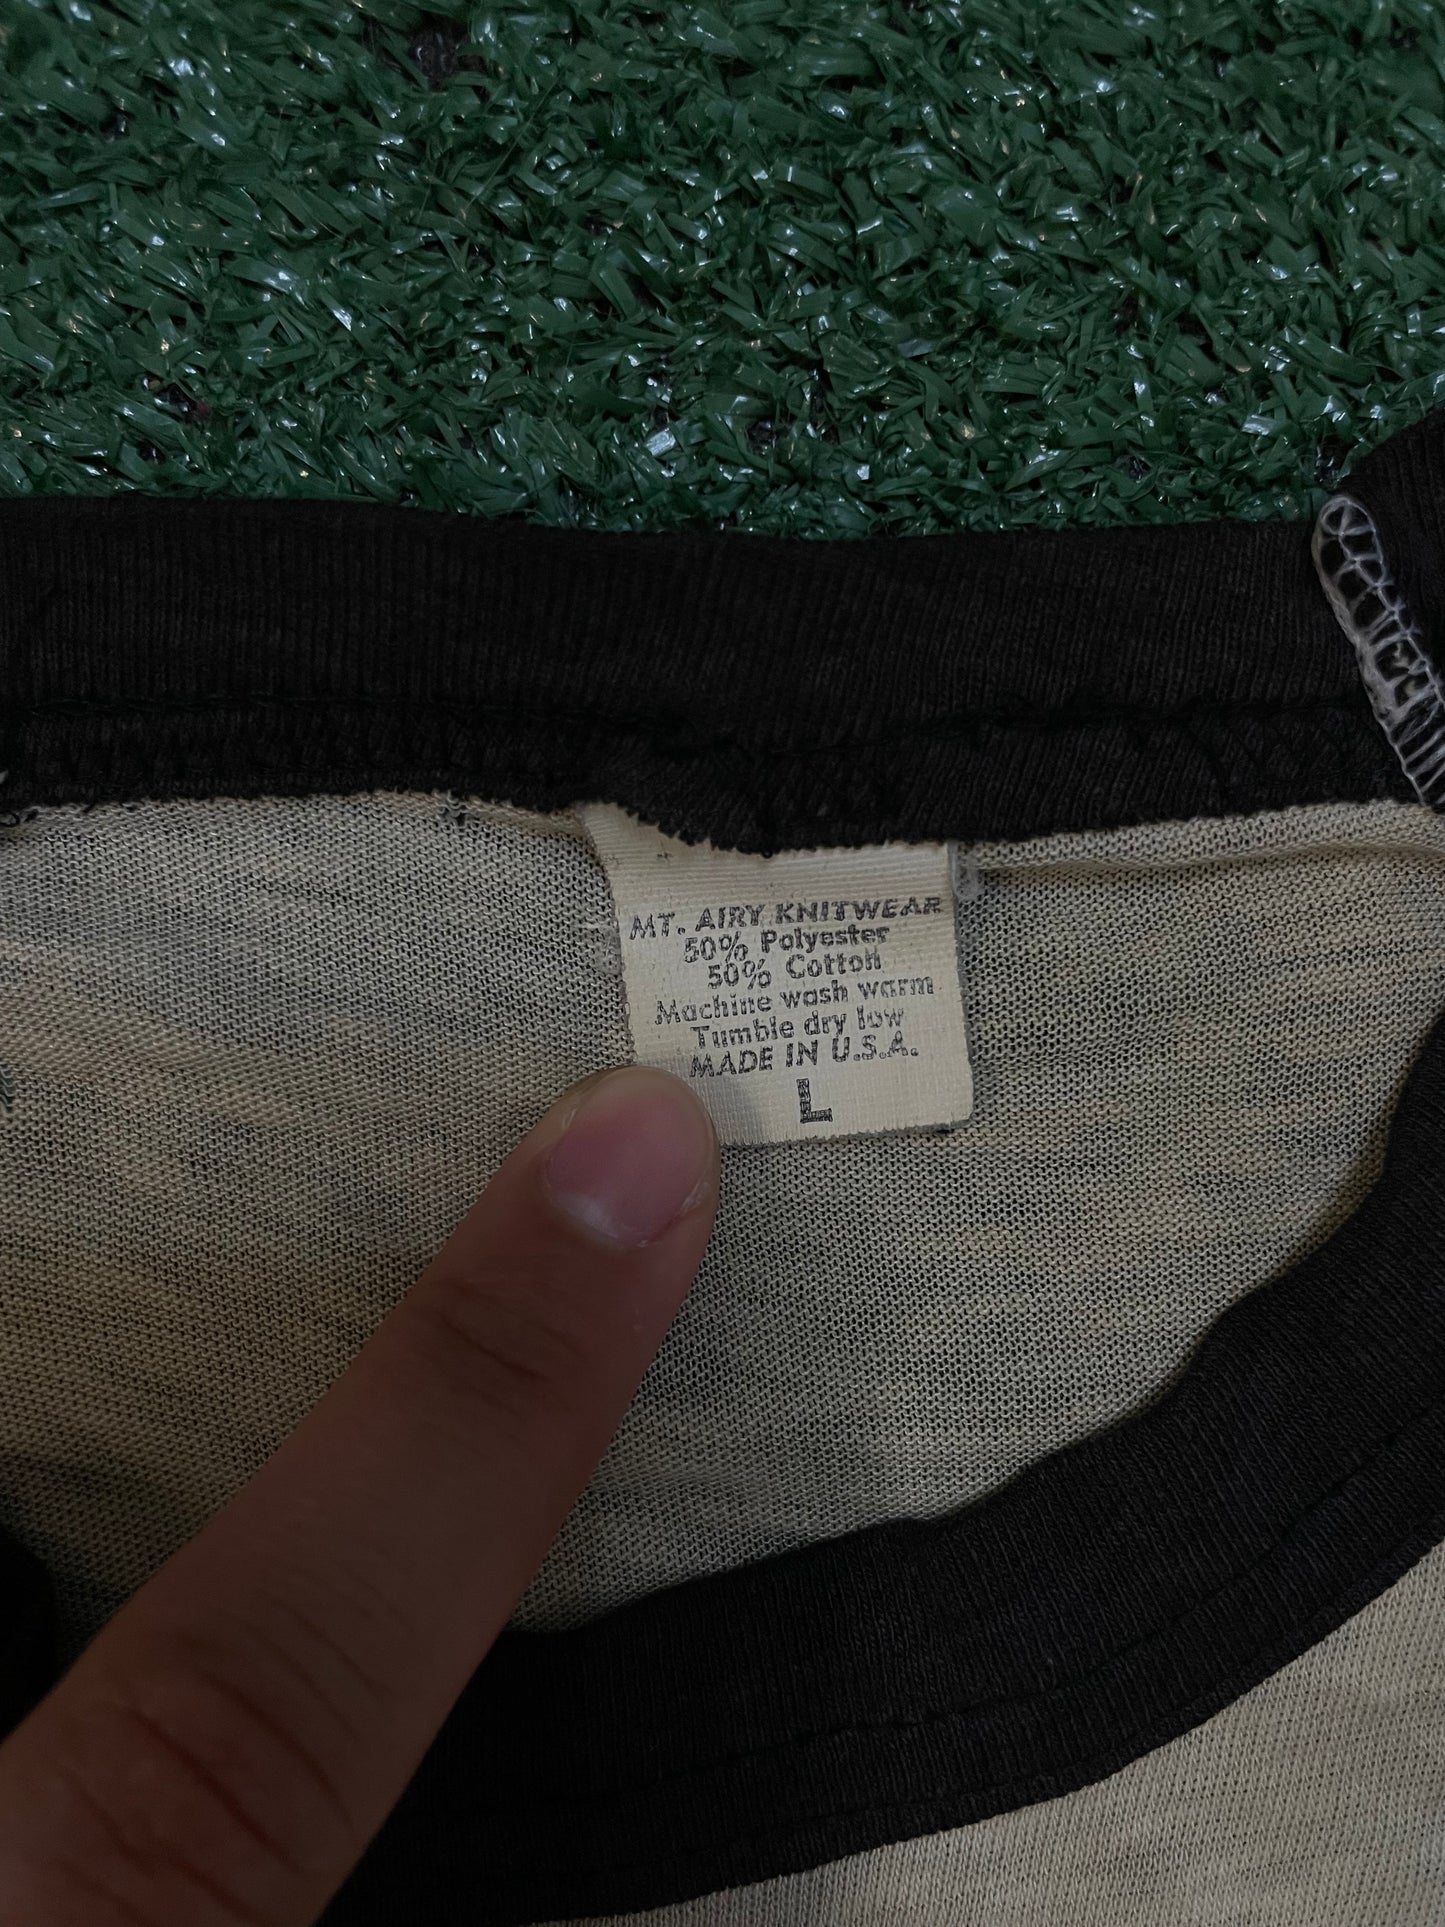 MT. AIRY KNITWEAR
50% Polyester
50% Cotton
Machine wash warm
Tumble dry low
MADE IN U.S.A.
L